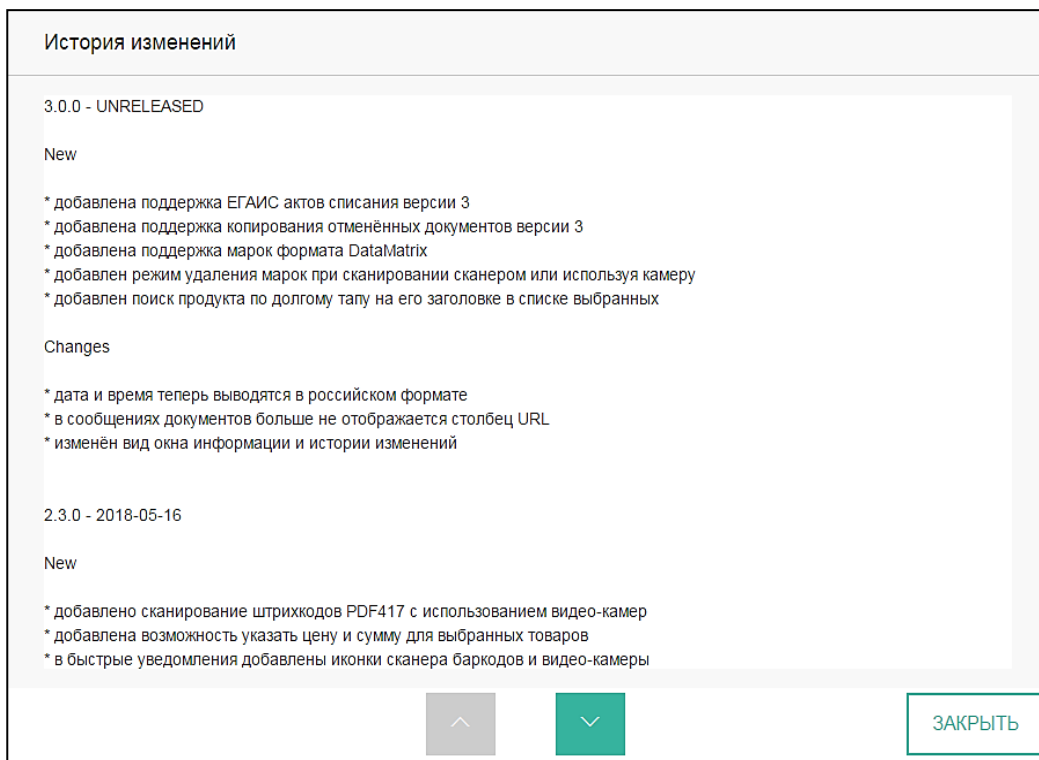 История изменений
3.0.0 - UNRELEASED
New
* добавлена поддержка ЕГАИС актов списания версии 3
* добавлена поддержка копирования отменённых документов версии 3
* добавлена поддержка марок формата DataMatrix
* добавлен режим удаления марок при сканировании сканером или используя камеру
* добавлен поиск продукта по долгому тапу на его заголовке в списке выбранных
Changes
* дата и время теперь выводятся в российском формате
* в сообщениях документов больше не отображается столбец URL
* изменён вид окна информации и истории изменений
2.3.0 - 2018-05-16
New
* добавлено сканирование штрихкодов PDF417 с использованием видео-камер
* добавлена возможность указать цену и сумму для выбранных товаров
* в быстрые уведомления добавлены иконки сканера баркодов и видео-камеры
ЗАКРЫТЬ